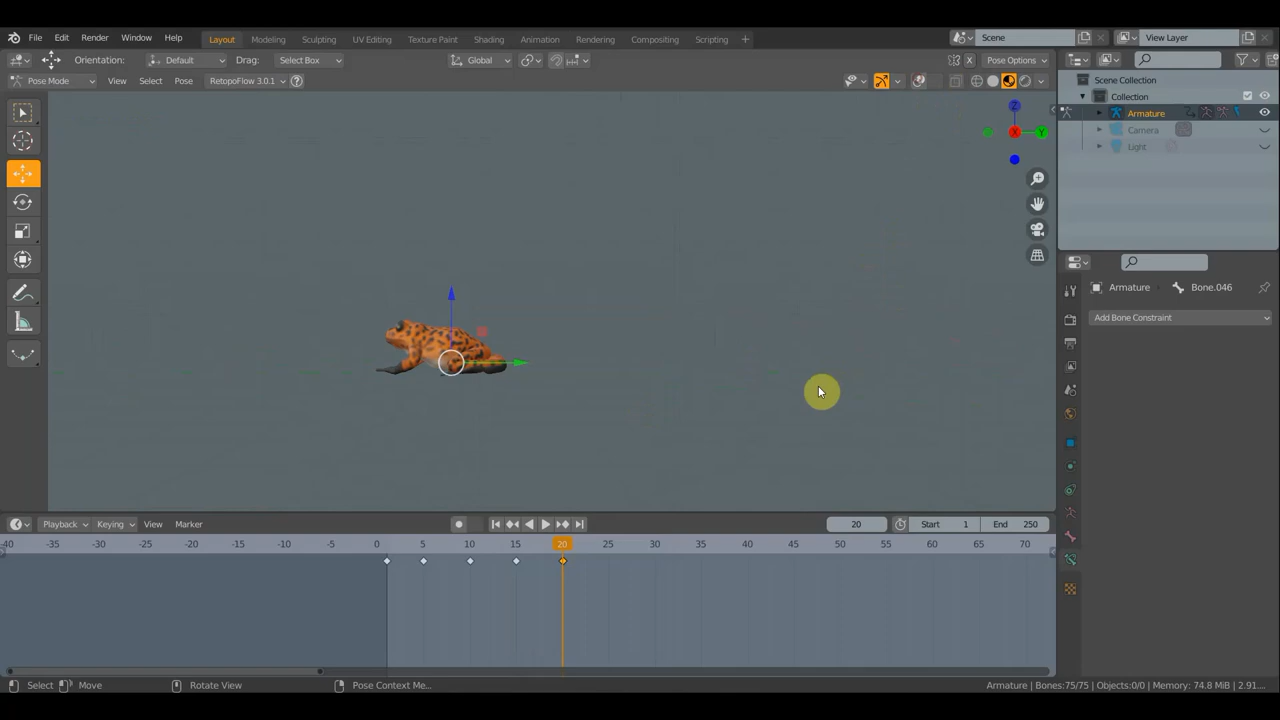 File Edit Render Window Help Layout Modeling Sculpting UV Editing Texture Paint Shading Animation Rendering Compositing Scripting + Scene View Layer
Orientation: Default Drag: Select Box Global X Pose Options
Pose Mode View Select Pose RetopoFlow 3.0.1
Scene Collection
Collection
Armature
Camera
Light
Z
X Y
Armature Bone.046
Add Bone Constraint
Playback Keying View Marker 20 Start 1 End 250
-40 -35 -30 -25 -20 -15 -10 -5 0 5 10 15 20 25 30 35 40 45 50 55 60 65 70
Select Move Rotate View Pose Context Me... Armature | Bones:75/75 | Objects:0/0 | Memory: 74.8 MiB | 2.91...